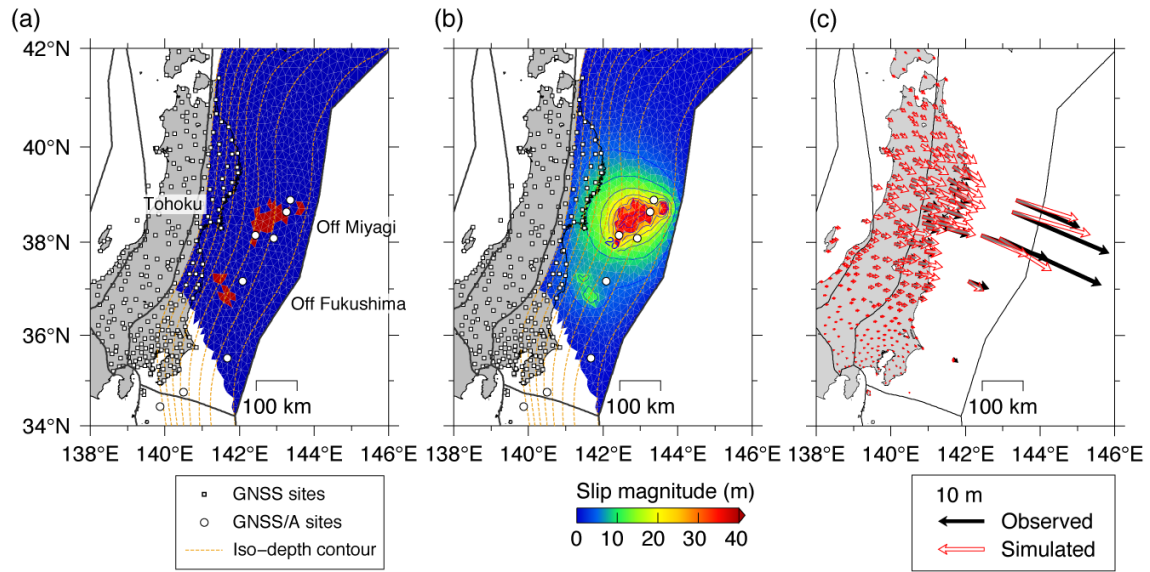 (a)
(b)
(c)
42°N
40°N
38°N
36°N
34°N
138°E 140°E 142°E 144°E 146°E
138°E 140°E 142°E 144°E 146°E
138°E 140°E 142°E 144°E 146°E
Tohoku
Off Miyagi
Off Fukushima
100 km
100 km
100 km
GNSS sites
GNSS/A sites
Iso−depth contour
Slip magnitude (m)
0 10 20 30 40
10 m
Observed
Simulated